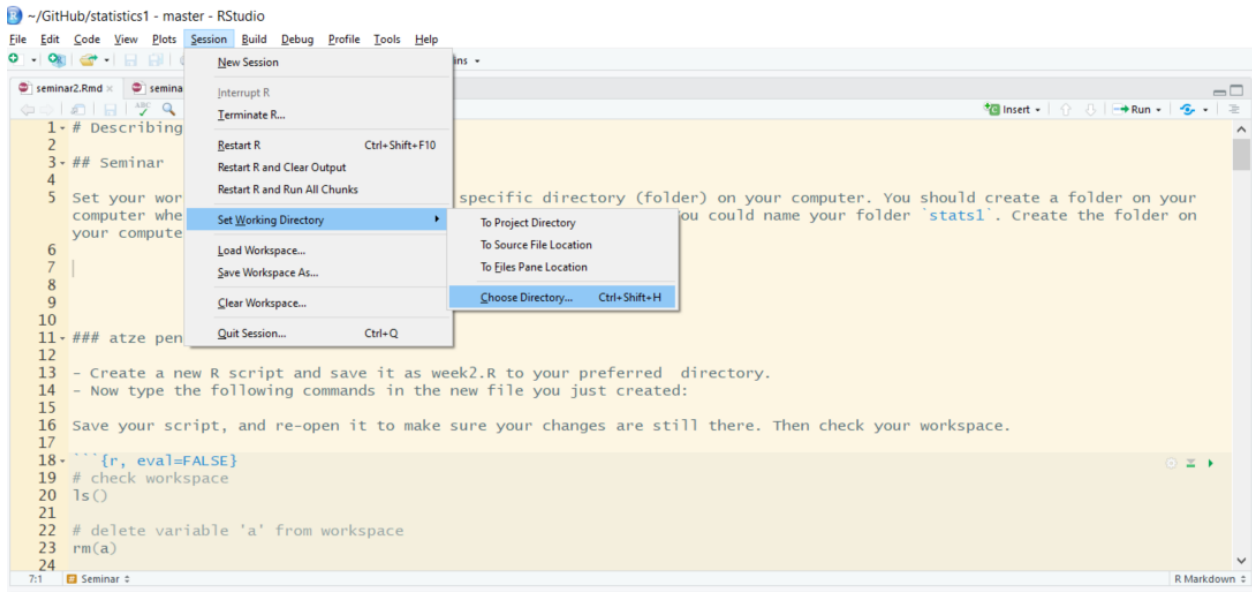 ~/GitHub/statistics1 - master - RStudio
File Edit Code View Plots Session Build Debug Profile Tools Help
ins
seminar2.Rmd × semina
Insert Run
New Session
Interrupt R
Terminate R...
Restart R Ctrl+Shift+F10
Restart R and Clear Output
Restart R and Run All Chunks
Set Working Directory
Load Workspace...
Save Workspace As...
Clear Workspace...
Quit Session... Ctrl+Q
To Project Directory
To Source File Location
To Files Pane Location
Choose Directory... Ctrl+Shift+H
1 # Describing
2
3 ## Seminar
4
5 Set your wor specific directory (folder) on your computer. You should create a folder on your
computer whe ou could name your folder `stats1`. Create the folder on
your compute
6
7
8
9
10
11 ### atze pen
12
13 - Create a new R script and save it as week2.R to your preferred  directory.
14 - Now type the following commands in the new file you just created:
15
16 Save your script, and re-open it to make sure your changes are still there. Then check your workspace.
17
18 ```{r, eval=FALSE}
19 # check workspace
20 ls()
21
22 # delete variable 'a' from workspace
23 rm(a)
24
7:1 Seminar R Markdown